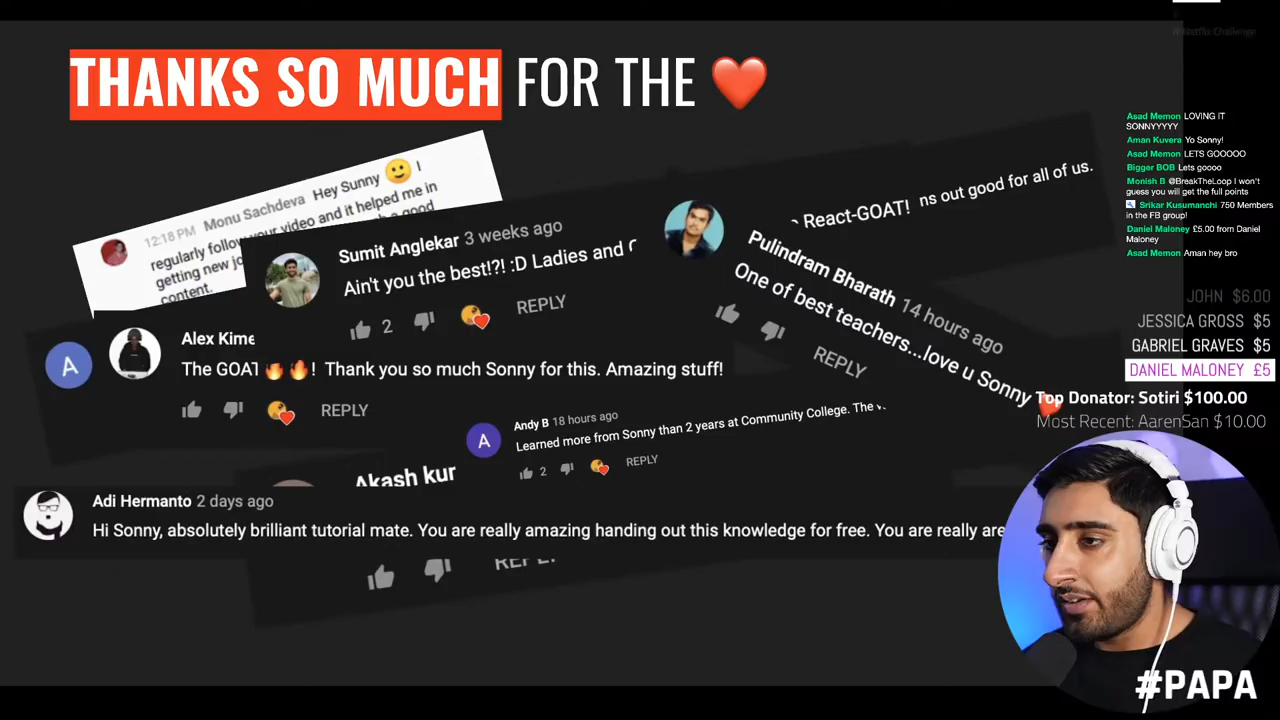 THANKS SO MUCH FOR THE ❤️
Netflix Challenge
12:18 PM Monu Sachdeva Hey Sunny 🙂 I
regularly follow your video and it helped me in
getting new
content.
good
Sumit Anglekar 3 weeks ago
Ain't you the best!?! :D Ladies and
2 REPLY
React-GOAT! ns out good for all of us.
Pulindram Bharath 14 hours ago
One of best teachers...love u Sonny
REPLY
A
Alex Kime
The GOAT 🔥 🔥! Thank you so much Sonny for this. Amazing stuff!
REPLY
A
Andy B 18 hours ago
Learned more from Sonny than 2 years at Community College. The
2 REPLY
Akash kur
Adi Hermanto 2 days ago
Hi Sonny, absolutely brilliant tutorial mate. You are really amazing handing out this knowledge for free. You are really are
REPLY
Asad Memon LOVING IT
SONNYYYYY
Aman Kuvera Yo Sonny!
Asad Memon LETS GOOOOO
Bigger BOB Lets goooo
Monish B @BreakTheLoop I won't
guess you will get the full points
Srikar Kusumanchi 750 Members
in the FB group!
Daniel Maloney £5.00 from Daniel
Maloney
Asad Memon Aman hey bro
JOHN $6.00
JESSICA GROSS $5
GABRIEL GRAVES $5
DANIEL MALONEY £5
Top Donator: Sotiri $100.00
Most Recent: AarenSan $10.00
#PAPA